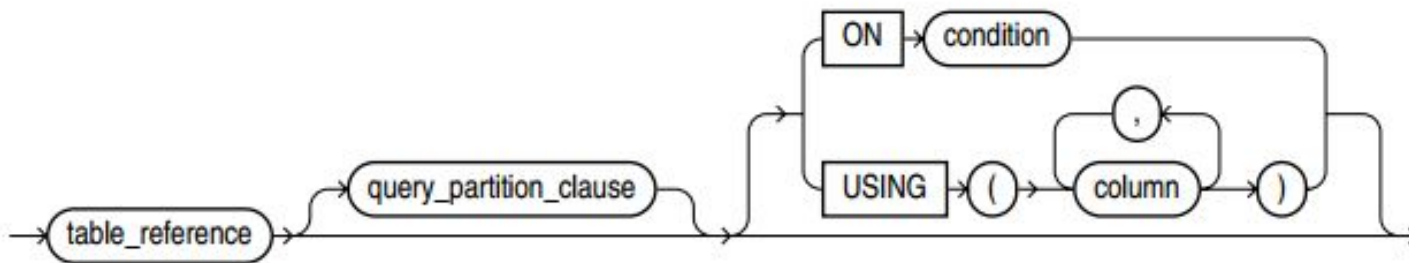 ON condition
,
USING ( column )
query_partition_clause
table_reference